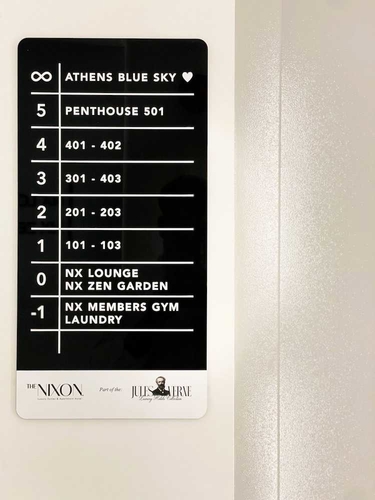 ∞ ATHENS BLUE SKY ♥
5 PENTHOUSE 501
4 401 - 402
3 301 - 403
2 201 - 203
1 101 - 103
0 NX LOUNGE
NX ZEN GARDEN
-1 NX MEMBERS GYM
LAUNDRY
THE NIXON Part of the JULES VERNE